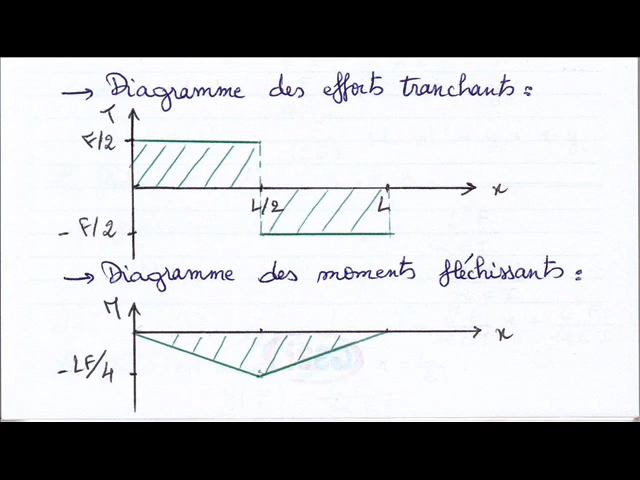 → Diagramme des efforts tranchants :
T
F/2
L/2
L
x
- F/2
→ Diagramme des moments fléchissants :
M
x
- LF/4